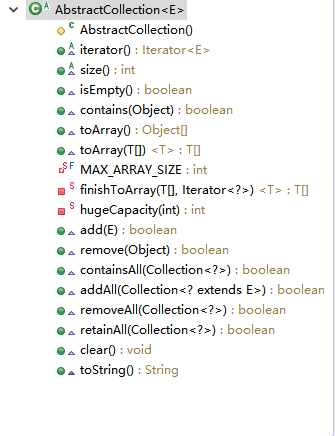 AbstractCollection<E>
AbstractCollection()
iterator() : Iterator<E>
size() : int
isEmpty() : boolean
contains(Object) : boolean
toArray() : Object[]
toArray(T[]) <T> : T[]
MAX_ARRAY_SIZE : int
finishToArray(T[], Iterator<?>) <T> : T[]
hugeCapacity(int) : int
add(E) : boolean
remove(Object) : boolean
containsAll(Collection<?>) : boolean
addAll(Collection<? extends E>) : boolean
removeAll(Collection<?>) : boolean
retainAll(Collection<?>) : boolean
clear() : void
toString() : String